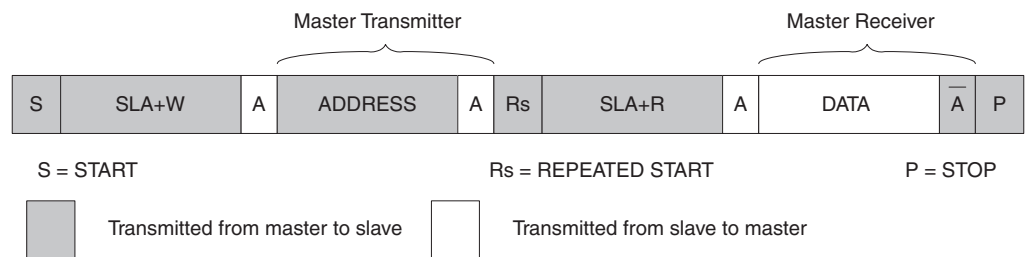 Master Transmitter Master Receiver
S SLA+W A ADDRESS A Rs SLA+R A DATA A̅ P
S = START Rs = REPEATED START P = STOP
Transmitted from master to slave Transmitted from slave to master